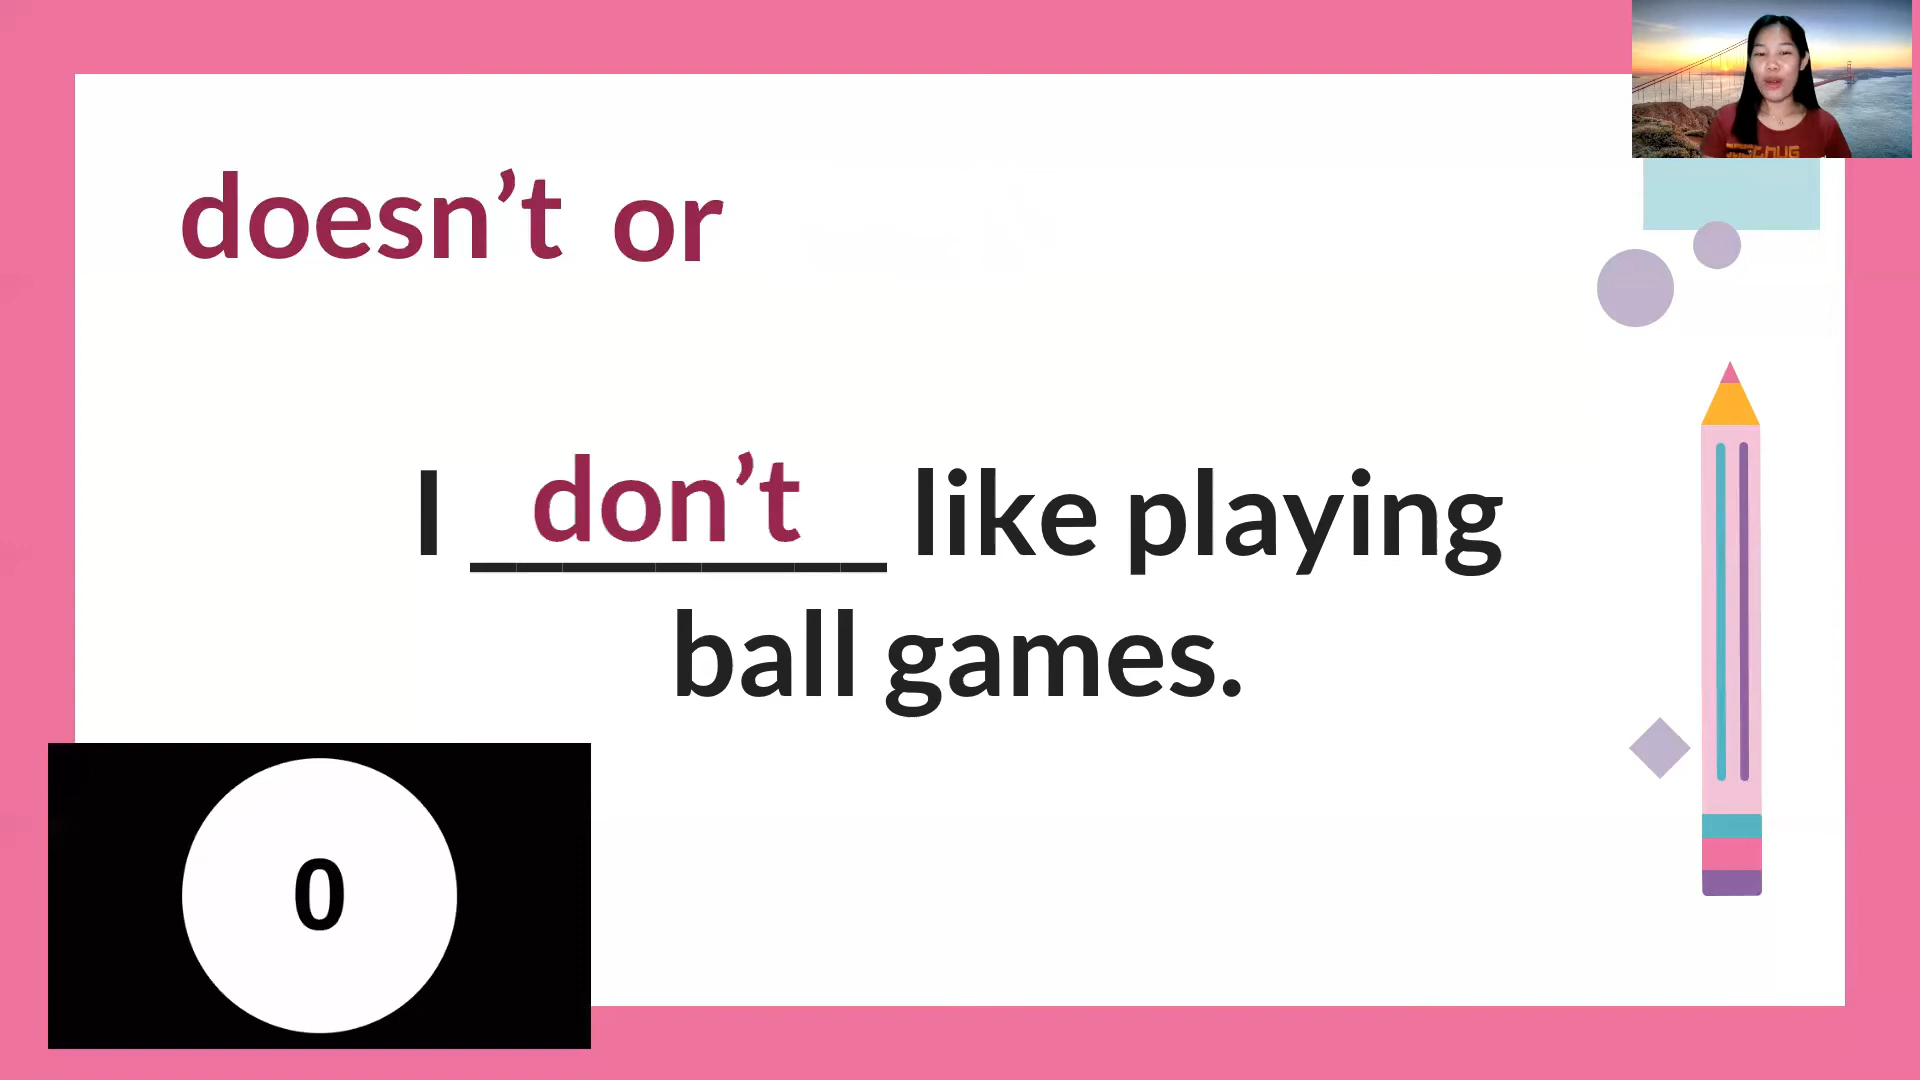 doesn’t or
I don’t like playing
ball games.
0